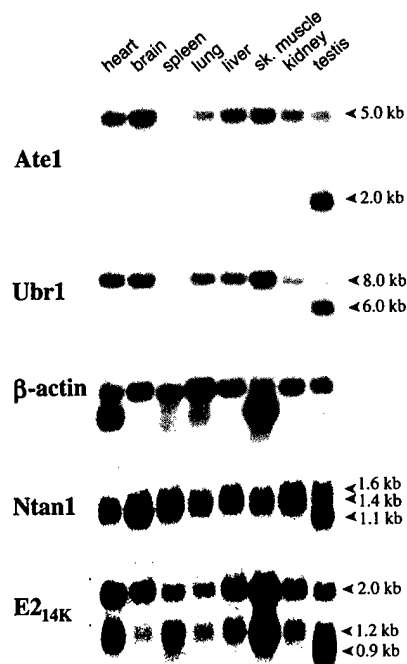 heart brain spleen lung liver sk. muscle kidney testis
5.0 kb
Ate1
2.0 kb
Ubr1
8.0 kb
6.0 kb
β-actin
1.6 kb
Ntan1
1.4 kb
1.1 kb
2.0 kb
E2₁₄K
1.2 kb
0.9 kb